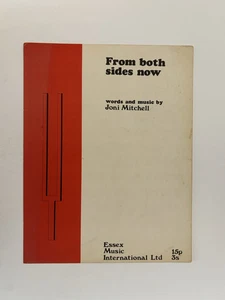 From both
sides now
words and music by
Joni Mitchell
Essex
Music 15p
International Ltd 3s